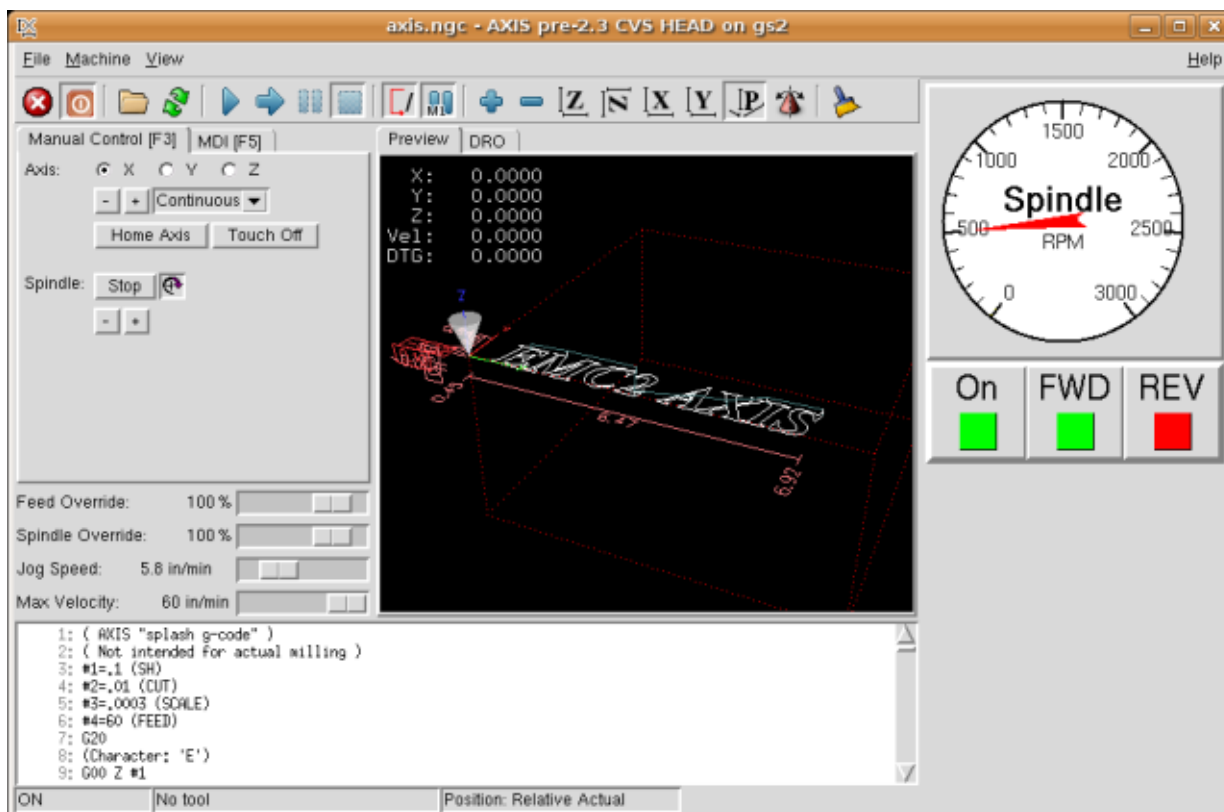 axis.ngc - AXIS pre-2.3 CVS HEAD on gs2
File Machine View Help
Manual Control [F3] MDI [F5]
Axis: X Y Z
- + Continuous
Home Axis Touch Off
Spindle: Stop
- +
Feed Override: 100 %
Spindle Override: 100 %
Jog Speed: 5.8 in/min
Max Velocity: 60 in/min
Preview DRO
X: 0.0000
Y: 0.0000
Z: 0.0000
Vel: 0.0000
DTG: 0.0000
Z
EMC2 AXIS
0.45
6.47
6.92
0 500 1000 1500 2000 2500 3000
Spindle
RPM
On FWD REV
1: ( AXIS "splash g-code" )
2: ( Not intended for actual milling )
3: #1=.1 (SH)
4: #2=.01 (CUT)
5: #3=.0003 (SCALE)
6: #4=60 (FEED)
7: G20
8: (Character: 'E')
9: G00 Z #1
ON No tool Position: Relative Actual